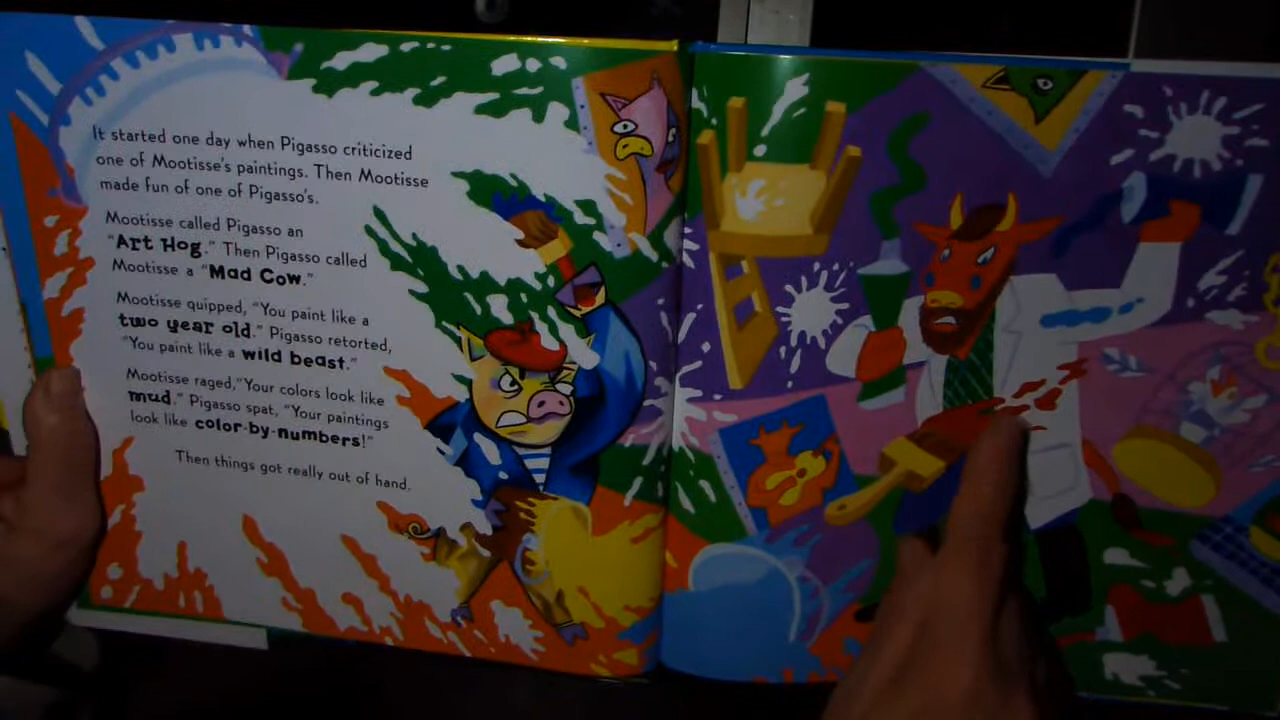 It started one day when Pigasso criticized
one of Mootisse's paintings. Then Mootisse
made fun of one of Pigasso's.
Mootisse called Pigasso an
"Art Hog." Then Pigasso called
Mootisse a "Mad Cow."
Mootisse quipped, "You paint like a
two year old." Pigasso retorted,
"You paint like a wild beast."
Mootisse raged, "Your colors look like
mud." Pigasso spat, "Your paintings
look like color-by-numbers!"
Then things got really out of hand.